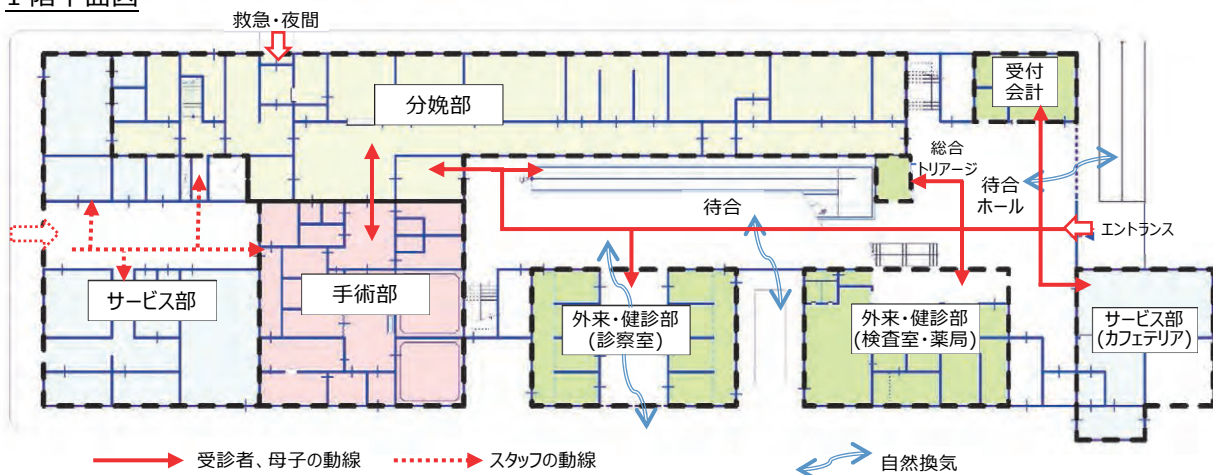 1階平面図
救急・夜間
受付
会計
分娩部
総合
トリアージ
待合
ホール
待合
エントランス
サービス部
手術部
外来・健診部
(診察室)
外来・健診部
(検査室・薬局)
サービス部
(カフェテリア)
受診者、母子の動線
スタッフの動線
自然換気